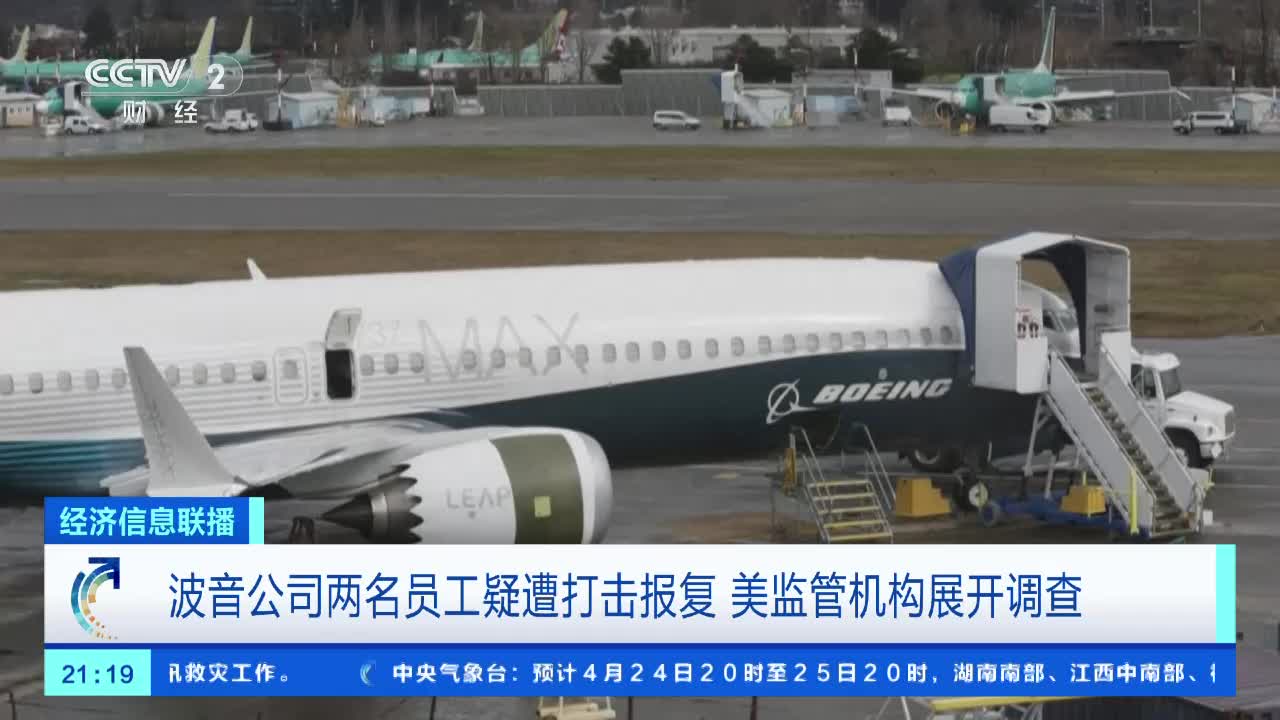 CCTV 2
财 经
37 MAX
BOEING
LEAP
经济信息联播
波音公司两名员工疑遭打击报复 美监管机构展开调查
21:19
救灾工作。 中央气象台：预计4月24日20时至25日20时，湖南南部、江西中南部、